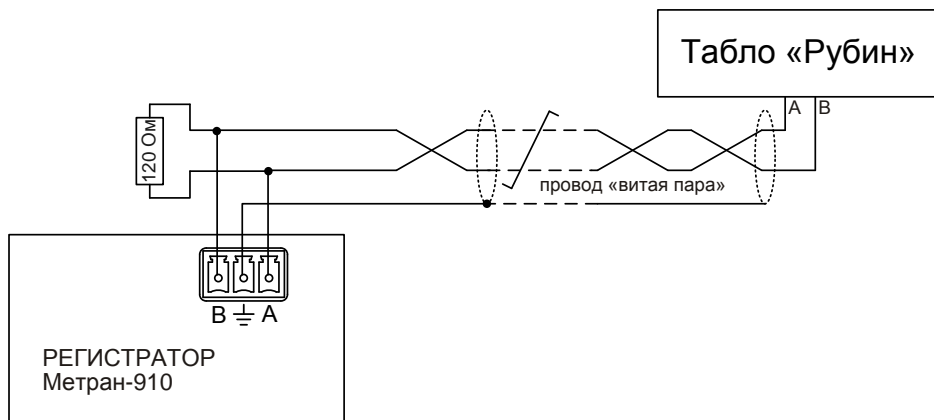 Табло «Рубин»
A B
120 Ом
провод «витая пара»
B A
РЕГИСТРАТОР
Метран-910